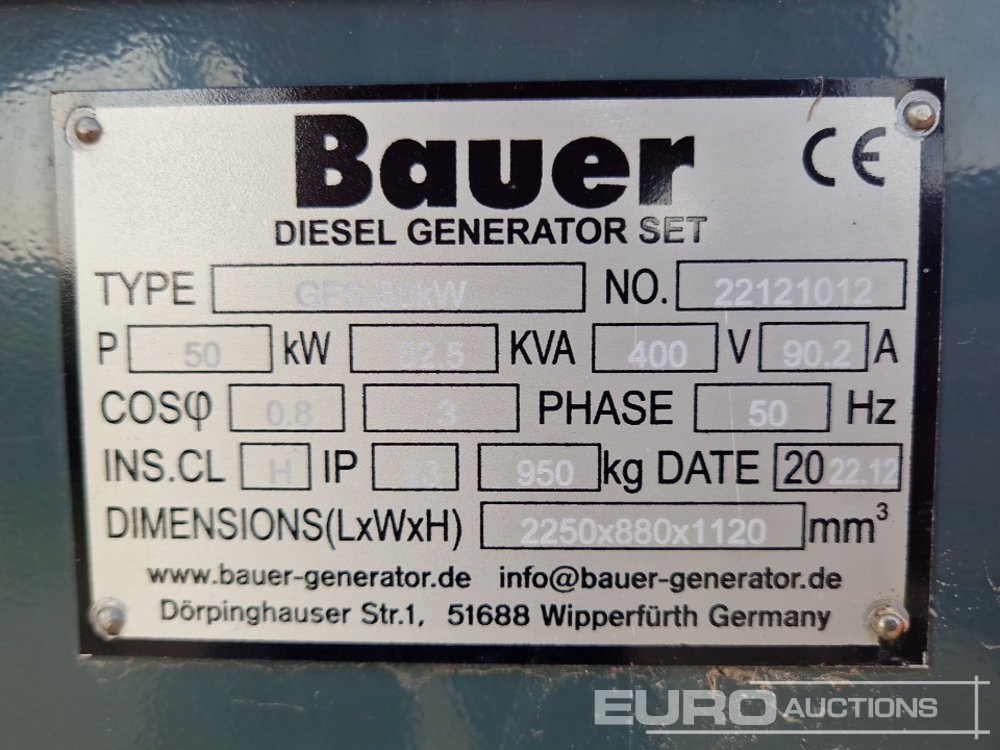 Bauer CE
DIESEL GENERATOR SET
TYPE GFS-50kW NO. 22121012
P 50 kW 62.5 KVA 400 V 90.2 A
COSφ 0.8 3 PHASE 50 Hz
INS.CL H IP 23 950 kg DATE 2022.12
DIMENSIONS(LxWxH) 2250x880x1120 mm³
www.bauer-generator.de info@bauer-generator.de
Dörpinghauser Str.1, 51688 Wipperfürth Germany
EURO AUCTIONS